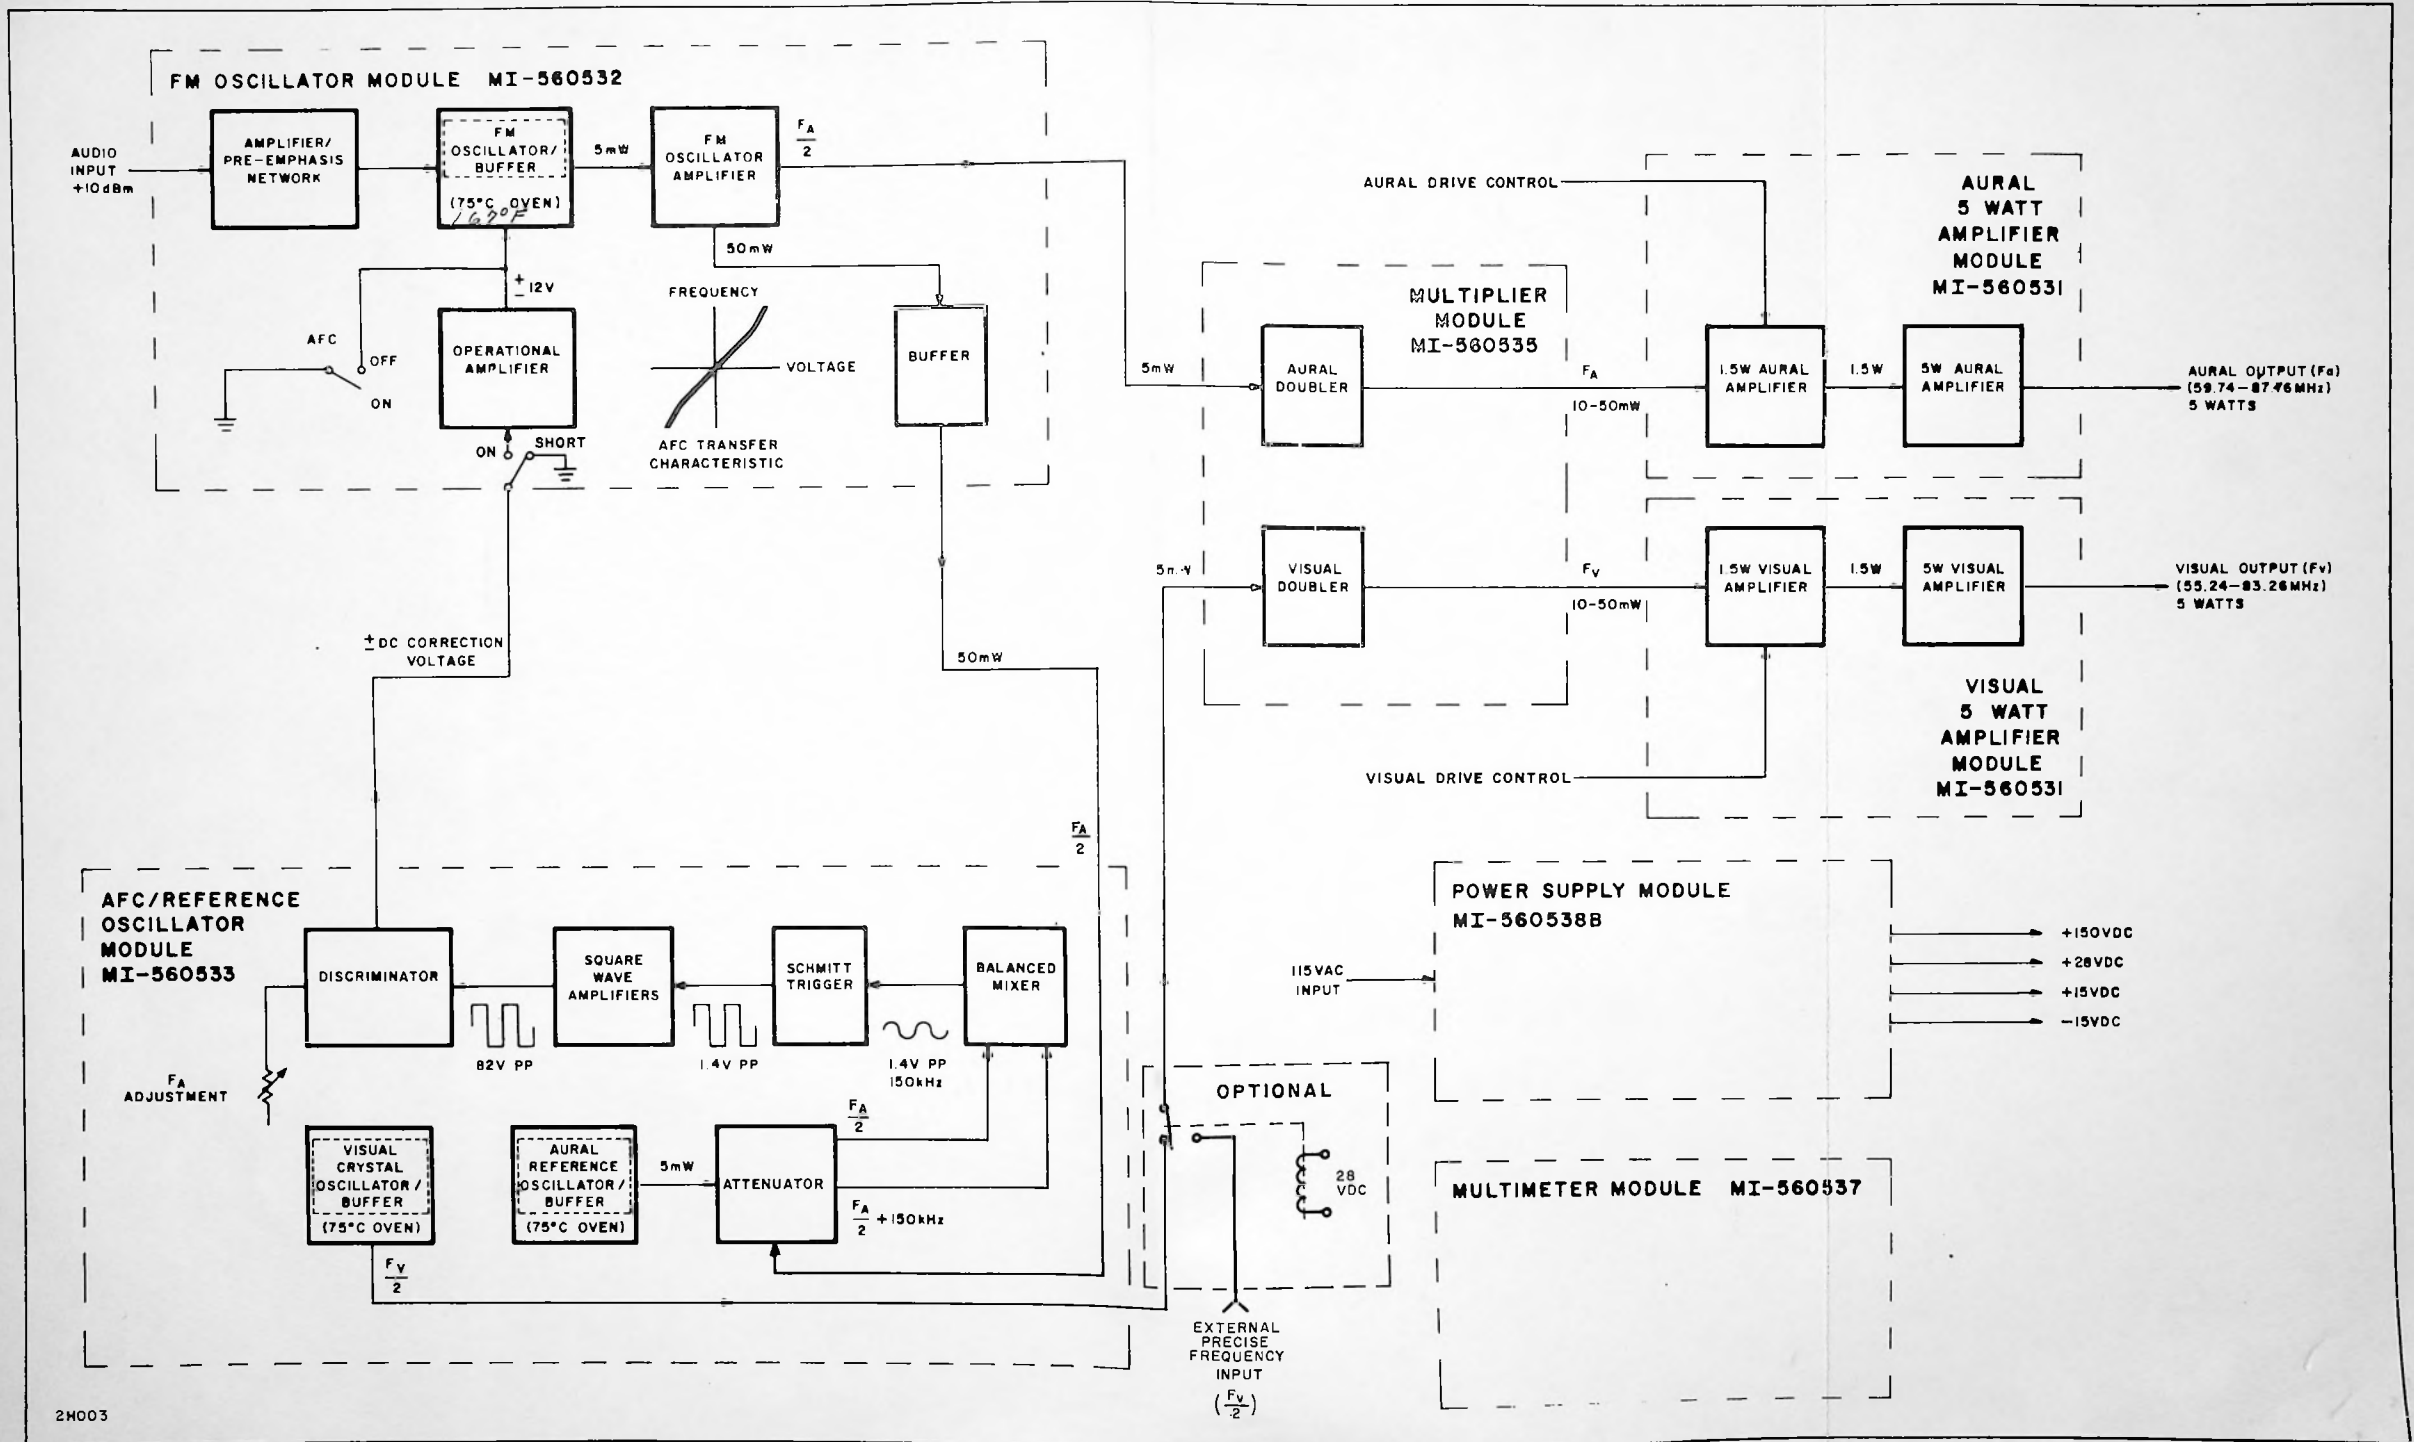 FM OSCILLATOR MODULE MI-560532
AUDIO
INPUT
+10dBm
AMPLIFIER/
PRE-EMPHASIS
NETWORK
FM
OSCILLATOR/
BUFFER
(75°C OVEN)
167°F
5mW
FM
OSCILLATOR
AMPLIFIER
FA
2
50mW
± 12V
AFC
OFF
ON
OPERATIONAL
AMPLIFIER
ON
SHORT
FREQUENCY
VOLTAGE
AFC TRANSFER
CHARACTERISTIC
BUFFER
± DC CORRECTION
VOLTAGE
50mW
FA
2
5mW
MULTIPLIER
MODULE
MI-560535
AURAL
DOUBLER
FA
10-50mW
VISUAL
DOUBLER
FV
10-50mW
AURAL DRIVE CONTROL
AURAL
5 WATT
AMPLIFIER
MODULE
MI-560531
1.5W AURAL
AMPLIFIER
1.5W
5W AURAL
AMPLIFIER
AURAL OUTPUT (Fa)
(59.74-87.76MHz)
5 WATTS
1.5W VISUAL
AMPLIFIER
1.5W
5W VISUAL
AMPLIFIER
VISUAL OUTPUT (Fv)
(55.24-83.26MHz)
5 WATTS
VISUAL
5 WATT
AMPLIFIER
MODULE
MI-560531
VISUAL DRIVE CONTROL
AFC/REFERENCE
OSCILLATOR
MODULE
MI-560533
DISCRIMINATOR
SQUARE
WAVE
AMPLIFIERS
SCHMITT
TRIGGER
BALANCED
MIXER
82V PP
1.4V PP
1.4V PP
150kHz
FA
ADJUSTMENT
VISUAL
CRYSTAL
OSCILLATOR/
BUFFER
(75°C OVEN)
AURAL
REFERENCE
OSCILLATOR/
BUFFER
(75°C OVEN)
5mW
ATTENUATOR
FA
2
FA
2 +150kHz
FV
2
OPTIONAL
28
VDC
EXTERNAL
PRECISE
FREQUENCY
INPUT
(FV
2)
POWER SUPPLY MODULE
MI-560538B
115VAC
INPUT
+150VDC
+28VDC
+15VDC
-15VDC
MULTIMETER MODULE MI-560537
2H003